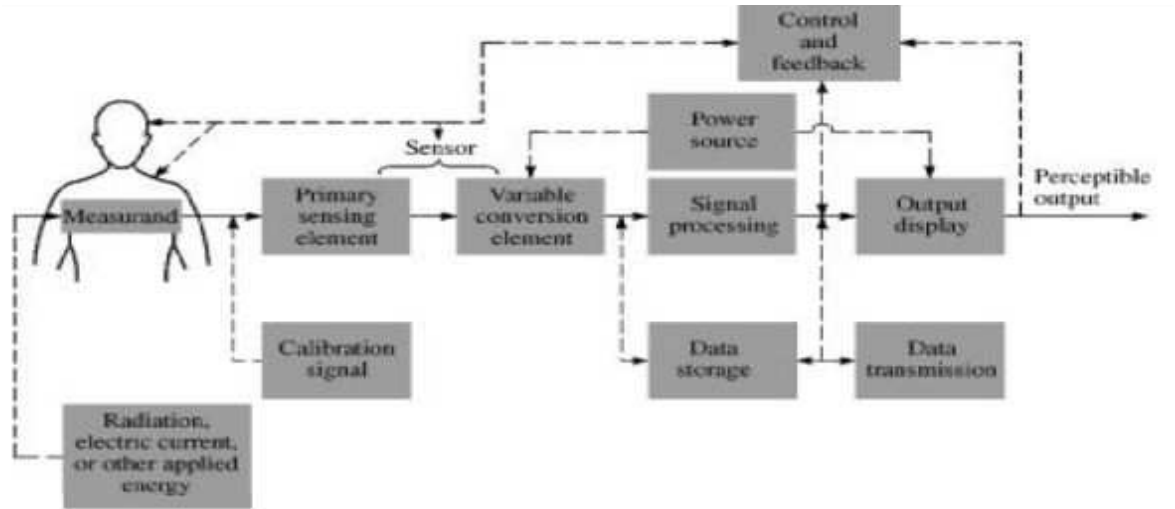 Control
and
feedback
Power
source
Sensor
Measurand
Primary
sensing
element
Variable
conversion
element
Signal
processing
Output
display
Perceptible
output
Calibration
signal
Data
storage
Data
transmission
Radiation,
electric current,
or other applied
energy